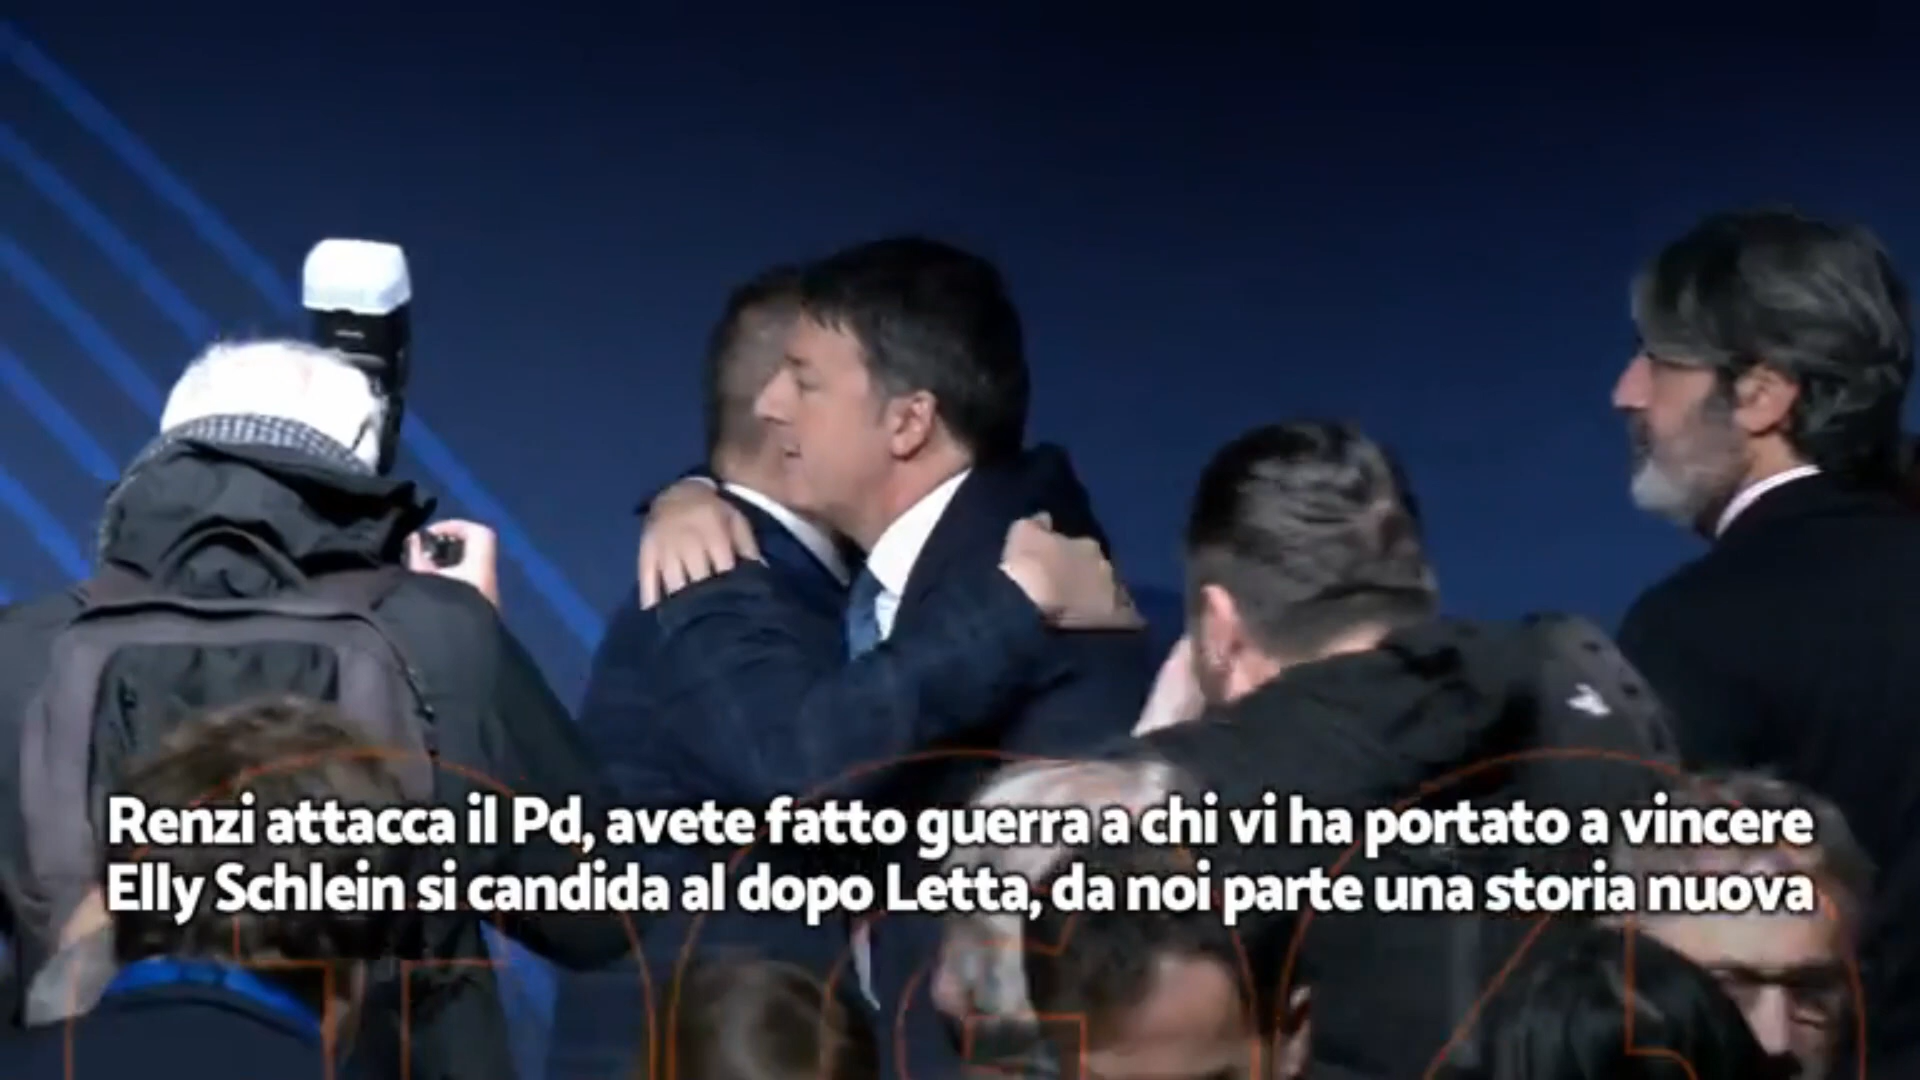 Renzi attacca il Pd, avete fatto guerra a chi vi ha portato a vincere
Elly Schlein si candida al dopo Letta, da noi parte una storia nuova